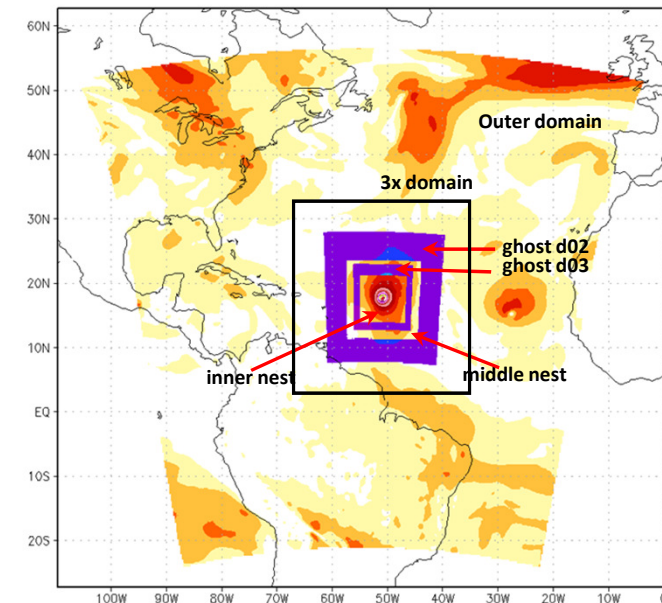 60N
50N
Outer domain
40N
3x domain
30N
ghost d02
ghost d03
20N
10N
inner nest
middle nest
EQ
10S
20S
100W 90W 80W 70W 60W 50W 40W 30W 20W 10W 0